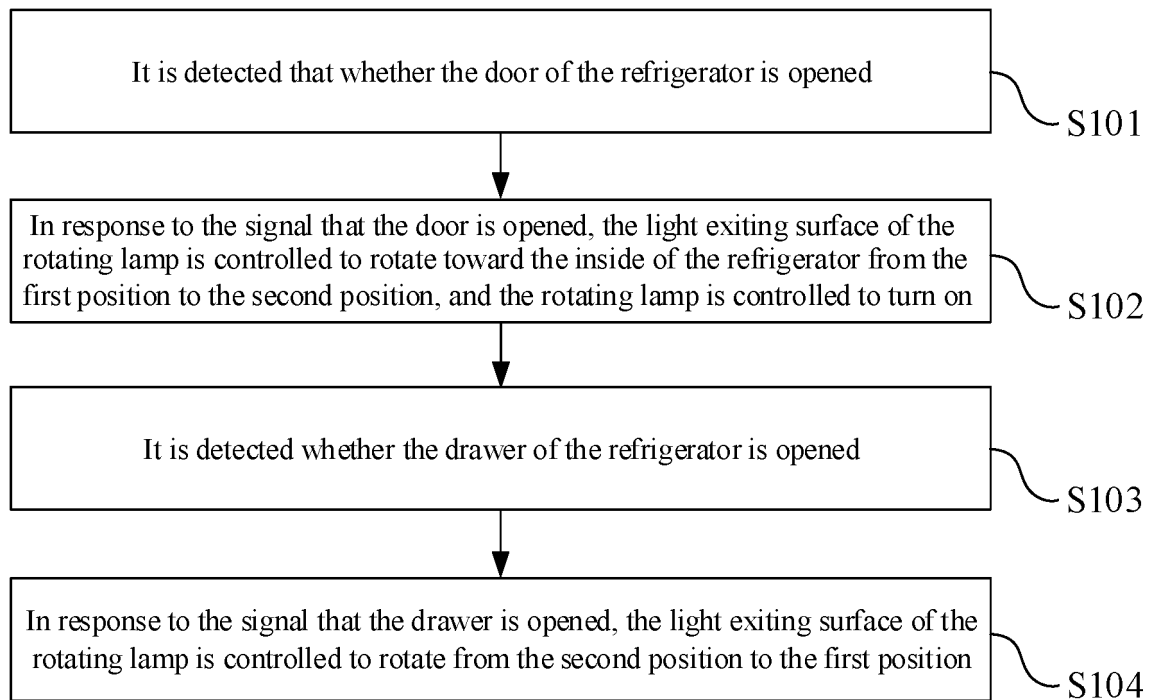 It is detected that whether the door of the refrigerator is opened
S101
In response to the signal that the door is opened, the light exiting surface of the
rotating lamp is controlled to rotate toward the inside of the refrigerator from the
first position to the second position, and the rotating lamp is controlled to turn on
S102
It is detected whether the drawer of the refrigerator is opened
S103
In response to the signal that the drawer is opened, the light exiting surface of the
rotating lamp is controlled to rotate from the second position to the first position
S104